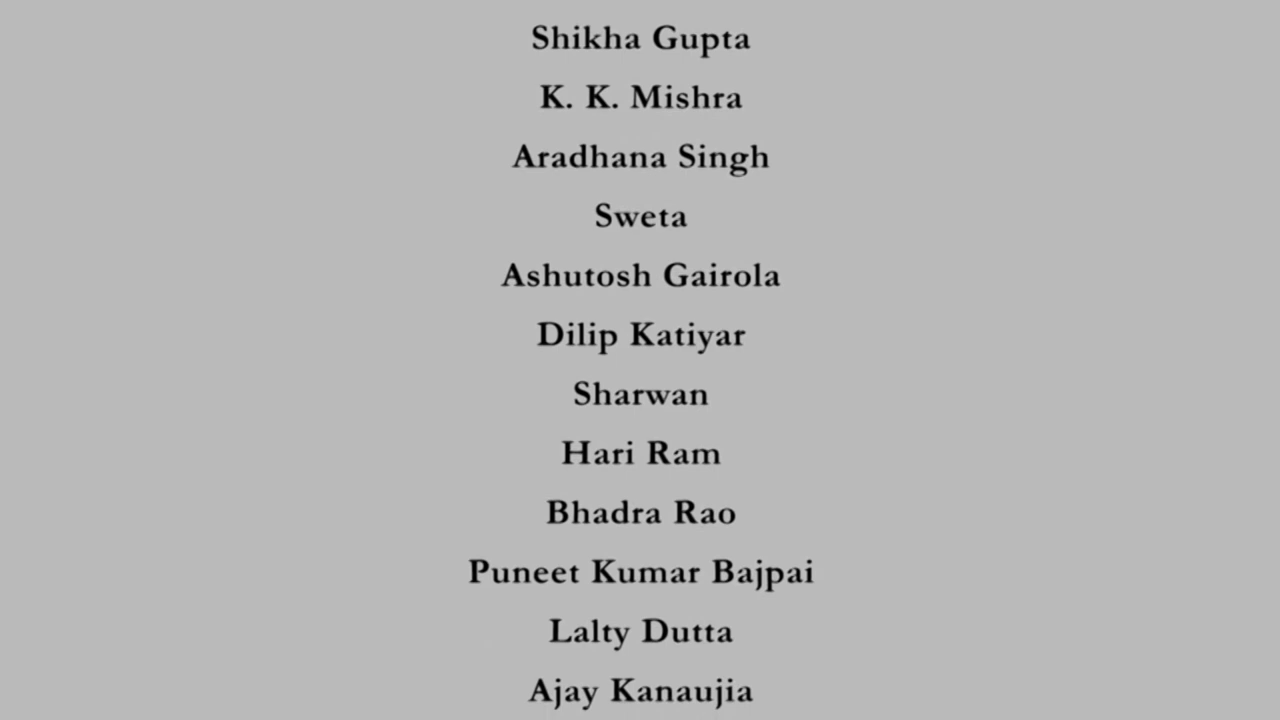 Shikha Gupta
K. K. Mishra
Aradhana Singh
Sweta
Ashutosh Gairola
Dilip Katiyar
Sharwan
Hari Ram
Bhadra Rao
Puneet Kumar Bajpai
Lalty Dutta
Ajay Kanaujia